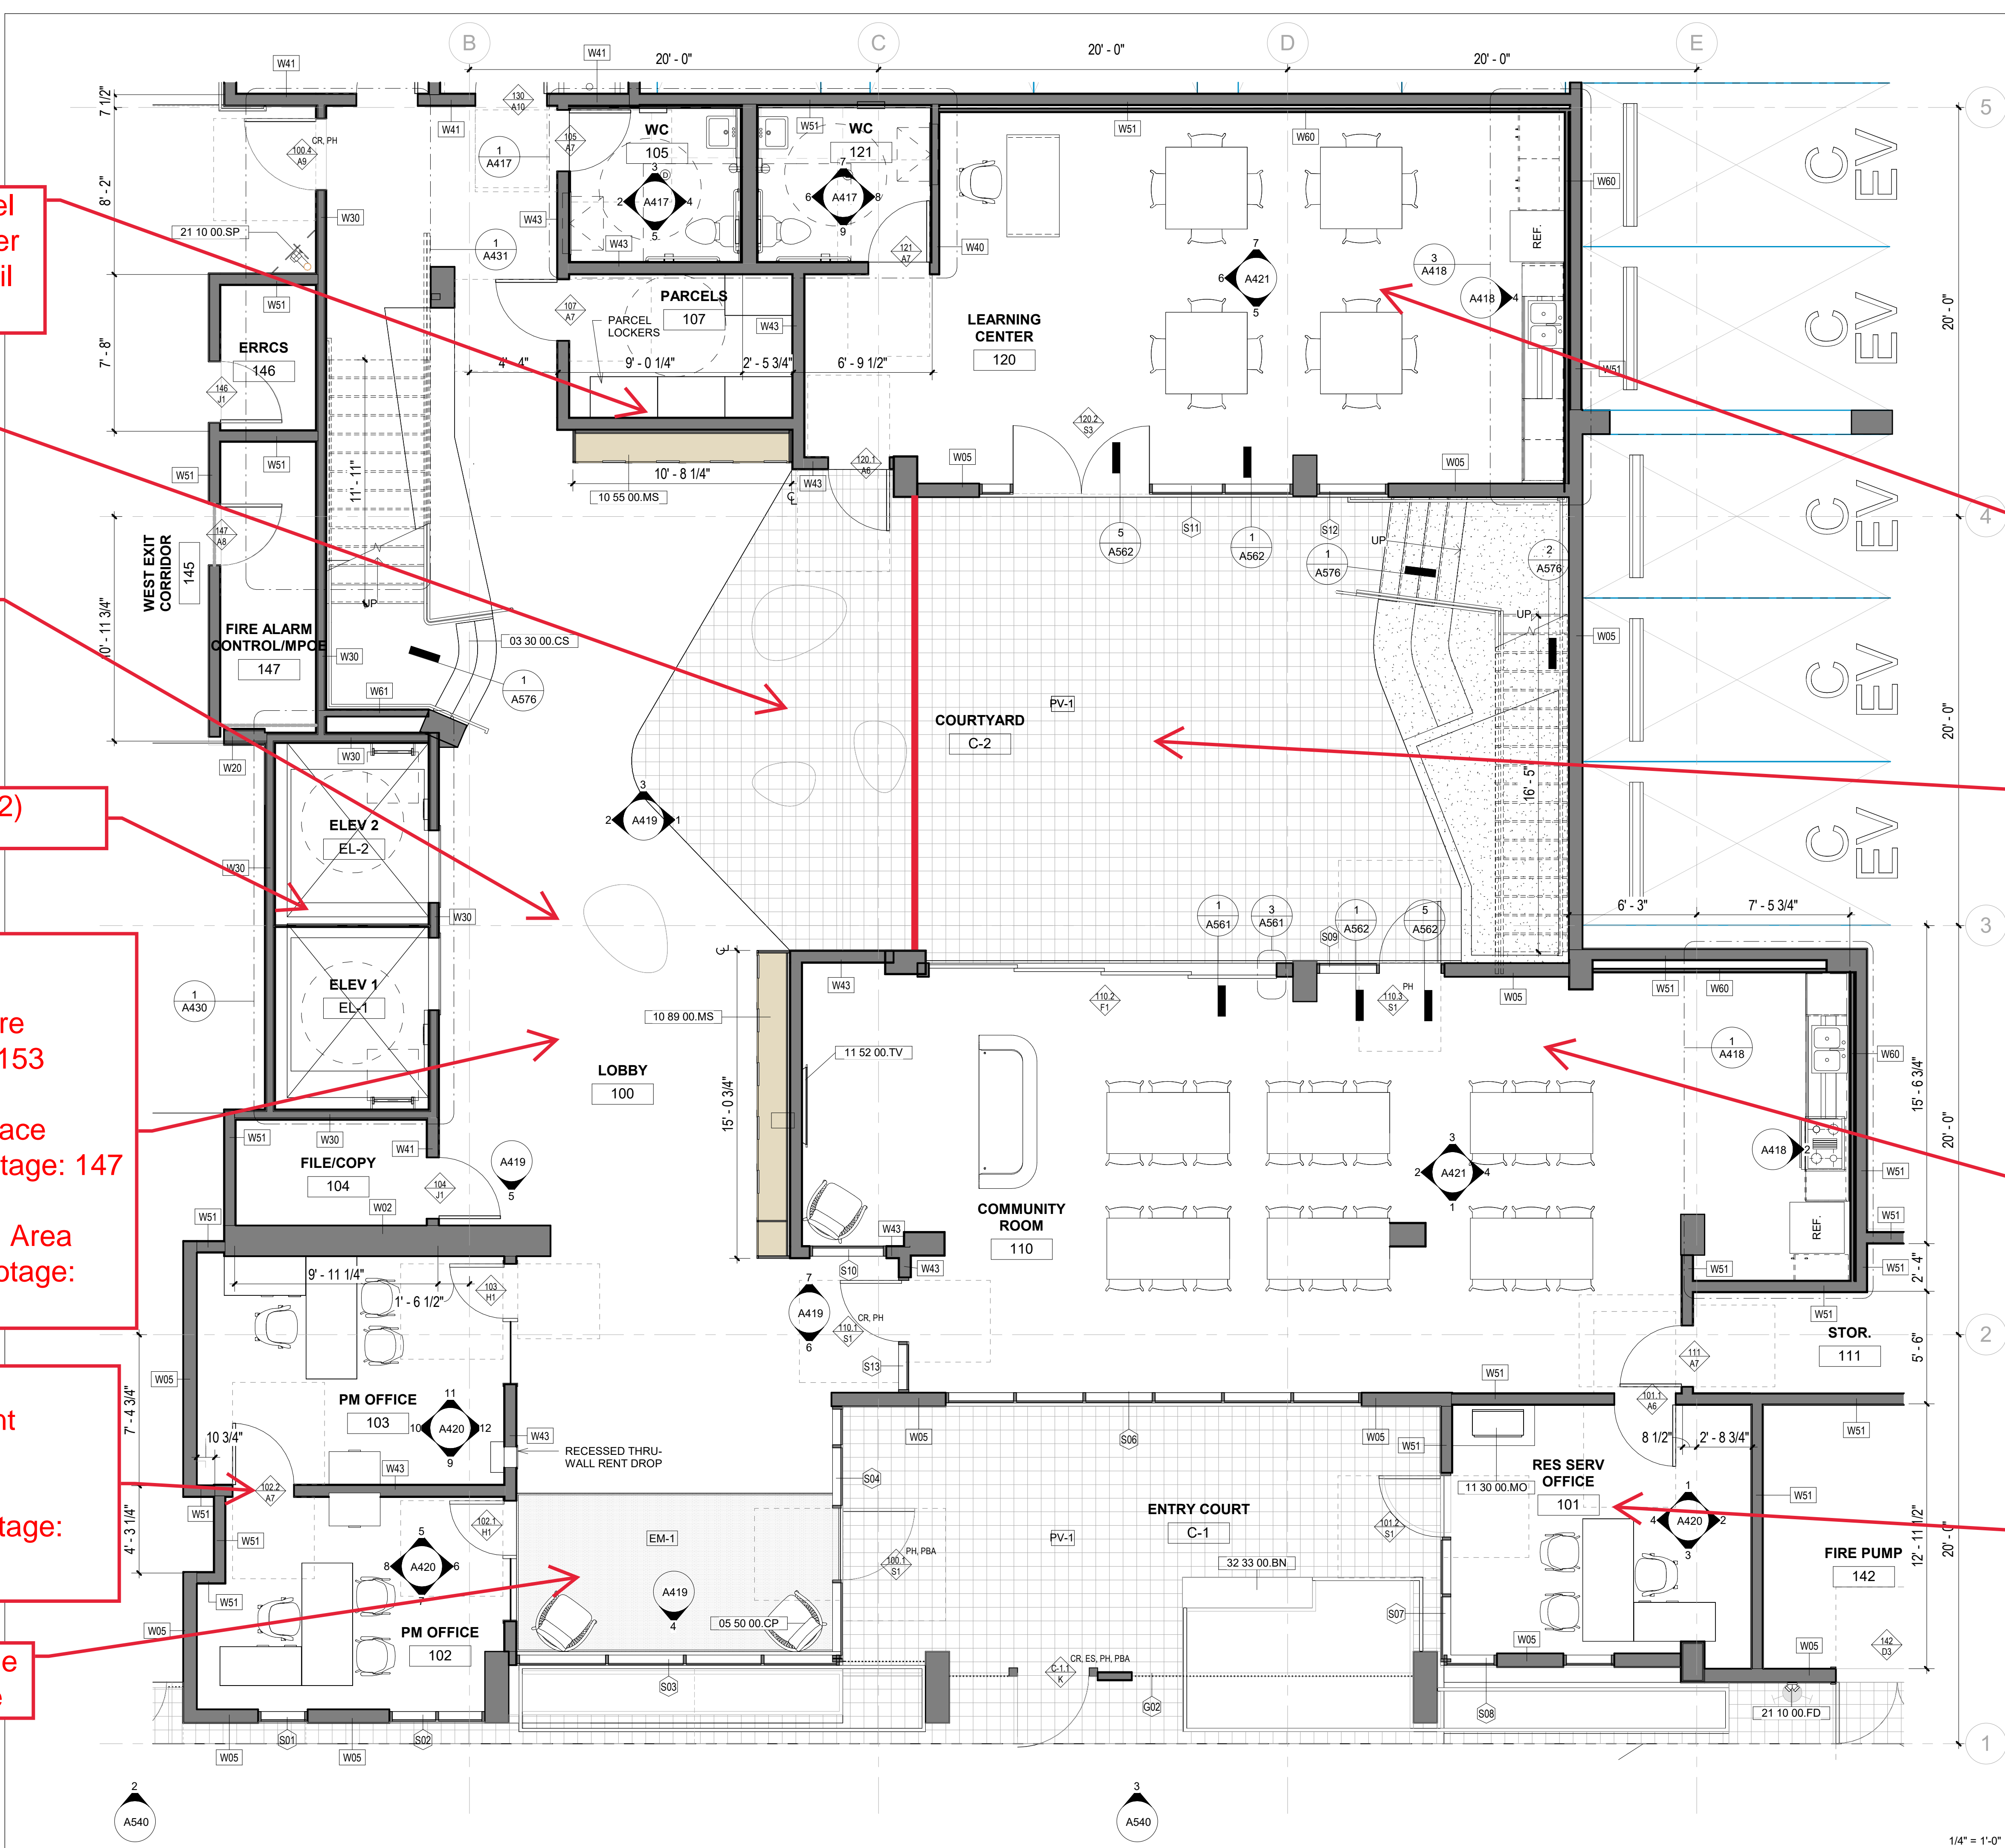 B
C
D
E
20' - 0"
20' - 0"
20' - 0"
5
4
3
2
1
20' - 0"
20' - 0"
20' - 0"
20' - 0"
W41
W41
W41
130
A10
7 1/2"
8' - 2"
7' - 8"
10' - 11 3/4"
100.4
A9
CR, PH
1
A417
105
A7
WC
105
3
2
A417
4
5
D
WC
121
7
6
A417
8
9
W51
W51
W60
W60
W30
W43
W43
W40
121
A7
21 10 00.SP
1
A431
W51
ERRCS
146
146
J1
107
A7
PARCELS
107
PARCEL
LOCKERS
W43
4' - 4"
9' - 0 1/4"
2' - 5 3/4"
6' - 9 1/2"
LEARNING
CENTER
120
7
6
A421
5
3
A418
A418
4
REF.
W51
C
EV
C
EV
C
EV
C
EV
C
EV
120.2
S3
W51
W51
11' - 11"
10' - 8 1/4"
10 55 00.MS
W43
120.1
A6
W05
W05
S11
S12
5
A562
1
A562
1
A576
2
A576
UP
UP
UP
WEST EXIT
CORRIDOR
145
147
A8
FIRE ALARM
CONTROL/MPOE
147
W30
03 30 00.CS
1
A576
W61
W20
W30
COURTYARD
C-2
PV-1
W05
16' - 5"
3
2
A419
1
ELEV 2
EL-2
W30
W30
ELEV 1
EL-1
1
A430
1
A561
3
A561
1
A562
5
A562
S09
6' - 3"
7' - 5 3/4"
W43
110.2
F1
110.3
S1
PH
W05
W51
W60
10 89 00.MS
11 52 00.TV
15' - 0 3/4"
LOBBY
100
1
A418
W60
15' - 6 3/4"
W51
W30
W41
FILE/COPY
104
104
J1
A419
5
W02
W51
COMMUNITY
ROOM
110
3
2
A421
4
1
A418
2
REF.
W51
W51
W51
W51
W51
2' - 4"
5' - 6"
9' - 11 1/4"
1' - 6 1/2"
103
H1
S10
W43
W43
7
A419
6
110.1
S1
CR, PH
S13
STOR.
111
111
A7
W05
7' - 4 3/4"
10 3/4"
PM OFFICE
103
11
10
A420
12
9
W43
RECESSED THRU-
WALL RENT DROP
W43
102.2
A7
W51
W51
W51
4' - 3 1/4"
102.1
H1
5
8
A420
6
7
PM OFFICE
102
W05
EM-1
A419
4
05 50 00.CP
S04
100.1
S1
PH, PBA
W05
S06
W05
W51
W51
PV-1
ENTRY COURT
C-1
32 33 00.BN
101.2
S1
S07
11 30 00.MO
RES SERV
OFFICE
101
101.1
A6
8 1/2"
2' - 8 3/4"
1
4
A420
2
3
W51
W51
12' - 11 1/2"
FIRE PUMP
142
142
D3
W05
W05
S03
C-1.1
K
CR, ES, PH, PBA
G02
S08
21 10 00.FD
S01
S02
W05
W05
2
A540
3
A540
1/4" = 1'-0"
2)
153
tage: 147
Area